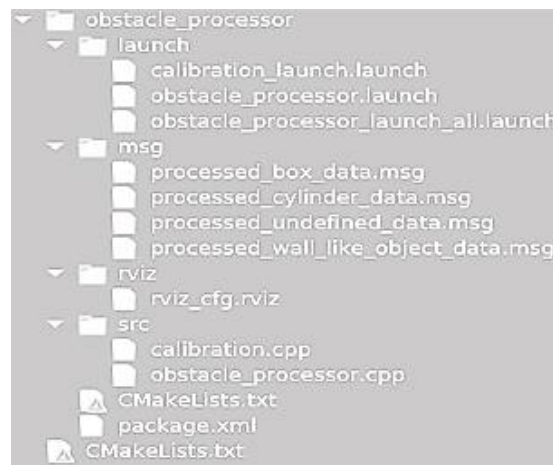 obstacle_processor
launch
calibration_launch.launch
obstacle_processor.launch
obstacle_processor_launch_all.launch
msg
processed_box_data.msg
processed_cylinder_data.msg
processed_undefined_data.msg
processed_wall_like_object_data.msg
rviz
rviz_cfg.rviz
src
calibration.cpp
obstacle_processor.cpp
CMakeLists.txt
package.xml
CMakeLists.txt